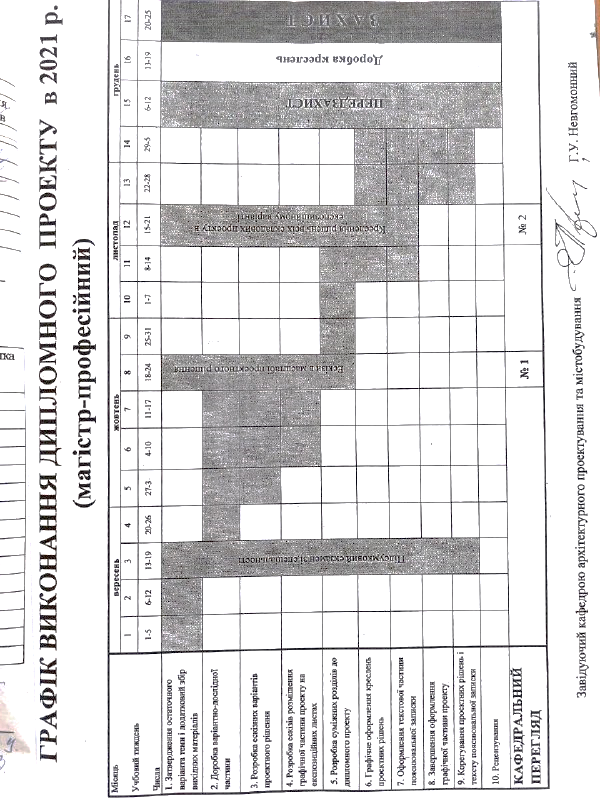 ГРАФІК ВИКОНАННЯ ДИПЛОМНОГО ПРОЕКТУ в 2021 р.
(магістр-професійний)
Місяць вересень жовтень листопад грудень
Учбовий тиждень 1 2 3 4 5 6 7 8 9 10 11 12 13 14 15 16 17
Числа 1-5 6-12 13-19 20-26 27-3 4-10 11-17 18-24 25-31 1-7 8-14 15-21 22-28 29-5 6-12 13-19 20-25
1. Затвердження остаточного
варіанта теми і додатковий збір
вихідних матеріалів
2. Доробка варіантно-дослідної
частини
3. Розробка ескізних варіантів
проектного рішення
4. Розробка ескізів розміщення
графічної частини проекту на
експозиційних листах
5. Розробка суміжних розділів до
дипломного проекту
6. Графічне оформлення креслень
проектних рішень
7. Оформлення текстової частини
пояснювальної записки
8. Завершення оформлення
графічної частини проекту
9. Корегування проектних рішень і
тексту пояснювальної записки
10. Рецензування
Підсумковий екзамен зі спеціальності
Ескізи в масштабі проектного рішення
Креслення рішень всіх складових проекту в
експозиційному варіанті
ПЕРЕДЗАХИСТ
Доробка креслень
ЗАХИСТ
КАФЕДРАЛЬНИЙ
ПЕРЕГЛЯД
№ 1
№ 2
Завідуючий кафедрою архітектурного проектування та містобудування Г.У. Невгомонний